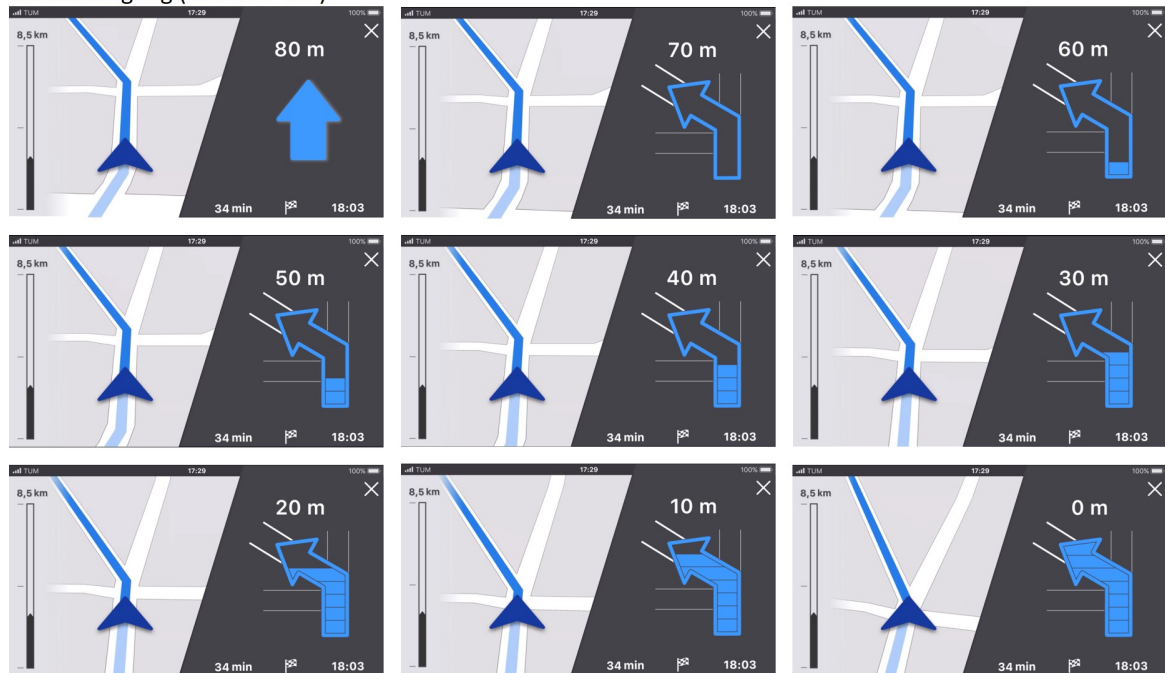 TUM 17:29 100%
8,5 km
80 m
34 min 18:03
TUM 17:29 100%
8,5 km
70 m
34 min 18:03
TUM 17:29 100%
8,5 km
60 m
34 min 18:03
TUM 17:29 100%
8,5 km
50 m
34 min 18:03
TUM 17:29 100%
8,5 km
40 m
34 min 18:03
TUM 17:29 100%
8,5 km
30 m
34 min 18:03
TUM 17:29 100%
8,5 km
20 m
34 min 18:03
TUM 17:29 100%
8,5 km
10 m
34 min 18:03
TUM 17:29 100%
8,5 km
0 m
34 min 18:03